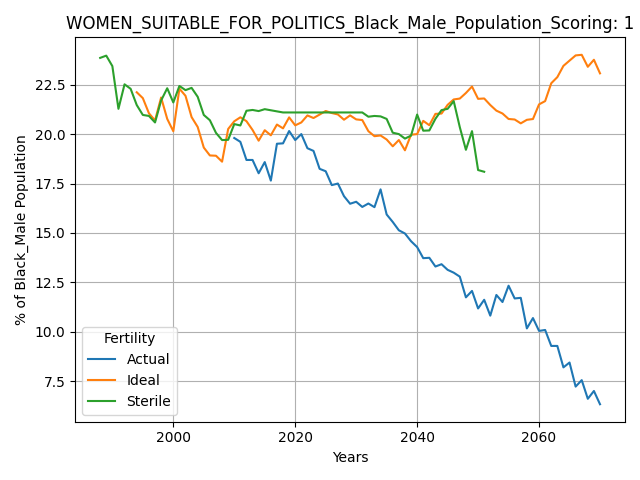 WOMEN_SUITABLE_FOR_POLITICS_Black_Male_Population_Scoring: 1
% of Black_Male Population
22.5
20.0
17.5
15.0
12.5
10.0
7.5
Fertility
Actual
Ideal
Sterile
2000 2020 2040 2060
Years